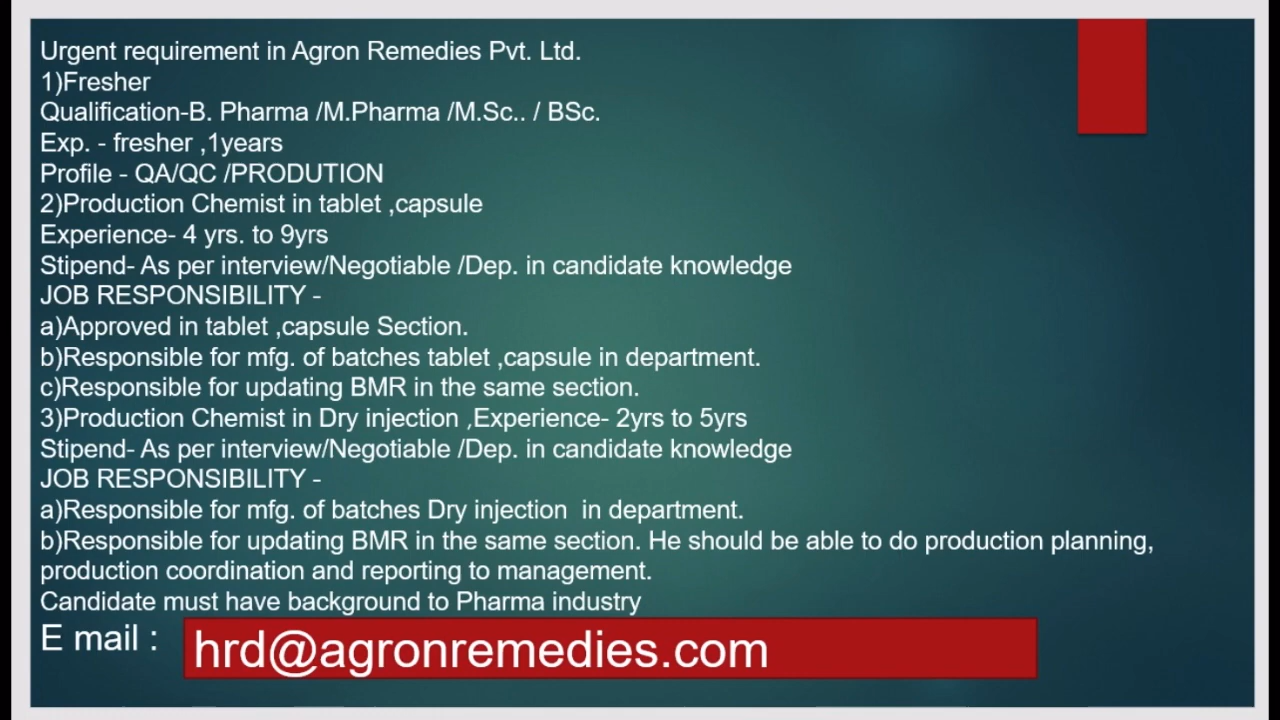 Urgent requirement in Agron Remedies Pvt. Ltd.
1)Fresher
Qualification-B. Pharma /M.Pharma /M.Sc.. / BSc.
Exp. - fresher ,1years
Profile - QA/QC /PRODUTION
2)Production Chemist in tablet ,capsule
Experience- 4 yrs. to 9yrs
Stipend- As per interview/Negotiable /Dep. in candidate knowledge
JOB RESPONSIBILITY -
a)Approved in tablet ,capsule Section.
b)Responsible for mfg. of batches tablet ,capsule in department.
c)Responsible for updating BMR in the same section.
3)Production Chemist in Dry injection ,Experience- 2yrs to 5yrs
Stipend- As per interview/Negotiable /Dep. in candidate knowledge
JOB RESPONSIBILITY -
a)Responsible for mfg. of batches Dry injection  in department.
b)Responsible for updating BMR in the same section. He should be able to do production planning,
production coordination and reporting to management.
Candidate must have background to Pharma industry
E mail : hrd@agronremedies.com